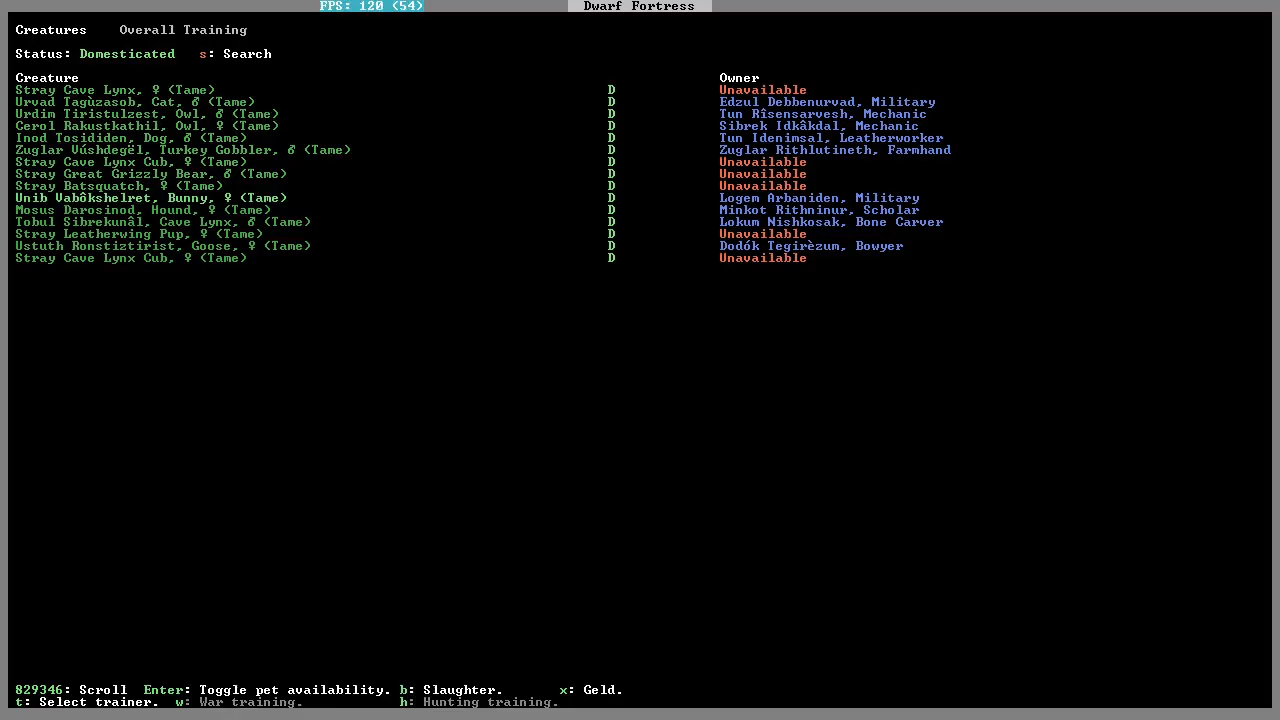 FPS: 120 (54) Dwarf Fortress
Creatures Overall Training
Status: Domesticated s: Search
Creature Owner
Stray Cave Lynx, ♀ (Tame) D Unavailable
Urvad Tagùzasob, Cat, ♂ (Tame) D Edzul Debbenurvad, Military
Urdim Tiristulzest, Owl, ♂ (Tame) D Tun Rîsensarvesh, Mechanic
Cerol Rakustkathil, Owl, ♀ (Tame) D Sibrek Idkâkdal, Mechanic
Inod Tosididen, Dog, ♂ (Tame) D Tun Idenimsal, Leatherworker
Zuglar Vúshdegël, Turkey Gobbler, ♂ (Tame) D Zuglar Rithlutineth, Farmhand
Stray Cave Lynx Cub, ♀ (Tame) D Unavailable
Stray Great Grizzly Bear, ♂ (Tame) D Unavailable
Stray Batsquatch, ♀ (Tame) D Unavailable
Unib Vabôkshelret, Bunny, ♀ (Tame) D Logem Arbaniden, Military
Mosus Darosinod, Hound, ♀ (Tame) D Minkot Rithninur, Scholar
Tobul Sibrekunâl, Cave Lynx, ♂ (Tame) D Lokum Nishkosak, Bone Carver
Stray Leatherwing Pup, ♀ (Tame) D Unavailable
Ustuth Ronstiztirist, Goose, ♀ (Tame) D Dodók Tegirèzum, Bowyer
Stray Cave Lynx Cub, ♀ (Tame) D Unavailable
829346: Scroll Enter: Toggle pet availability. b: Slaughter. x: Geld.
t: Select trainer. w: War training. h: Hunting training.